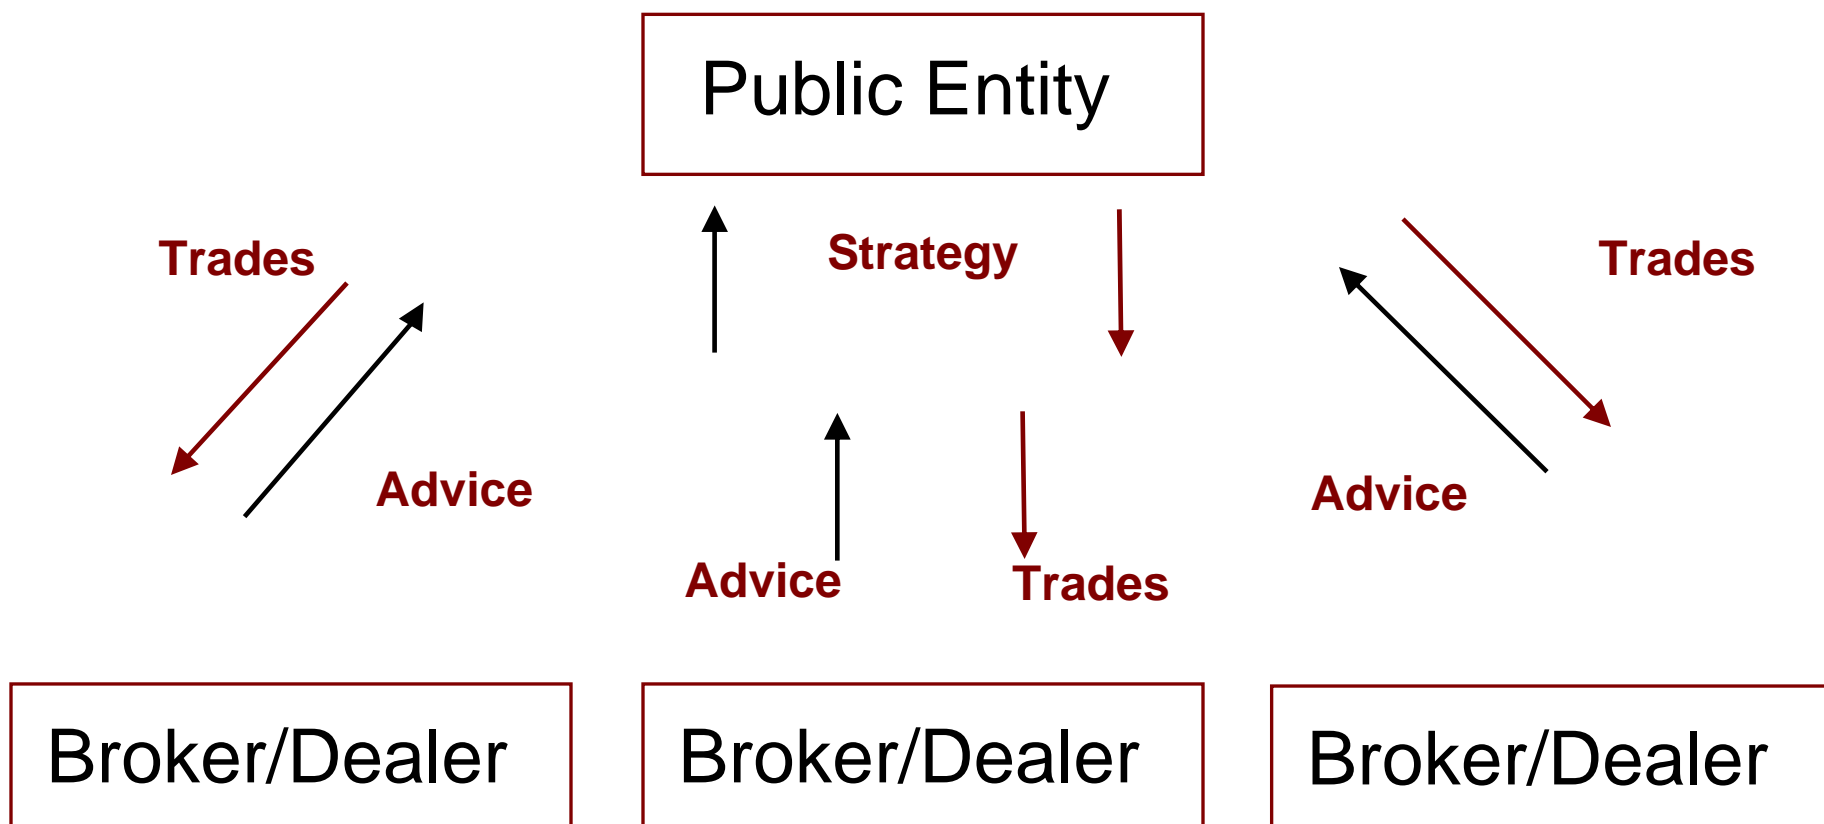 Public Entity
Trades
Strategy
Trades
Advice
Advice
Advice
Trades
Broker/Dealer
Broker/Dealer
Broker/Dealer